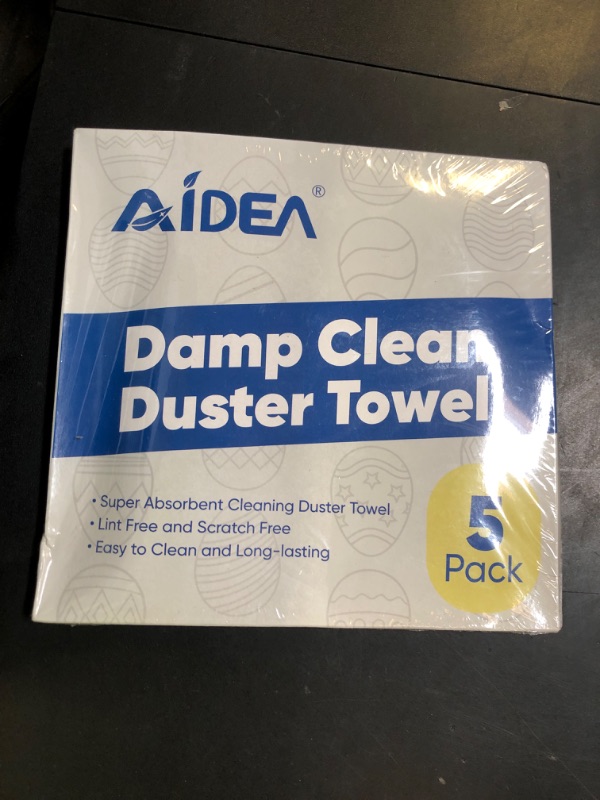 AIDEA®
Damp Clean
Duster Towel
• Super Absorbent Cleaning Duster Towel
• Lint Free and Scratch Free
• Easy to Clean and Long-lasting
5
Pack